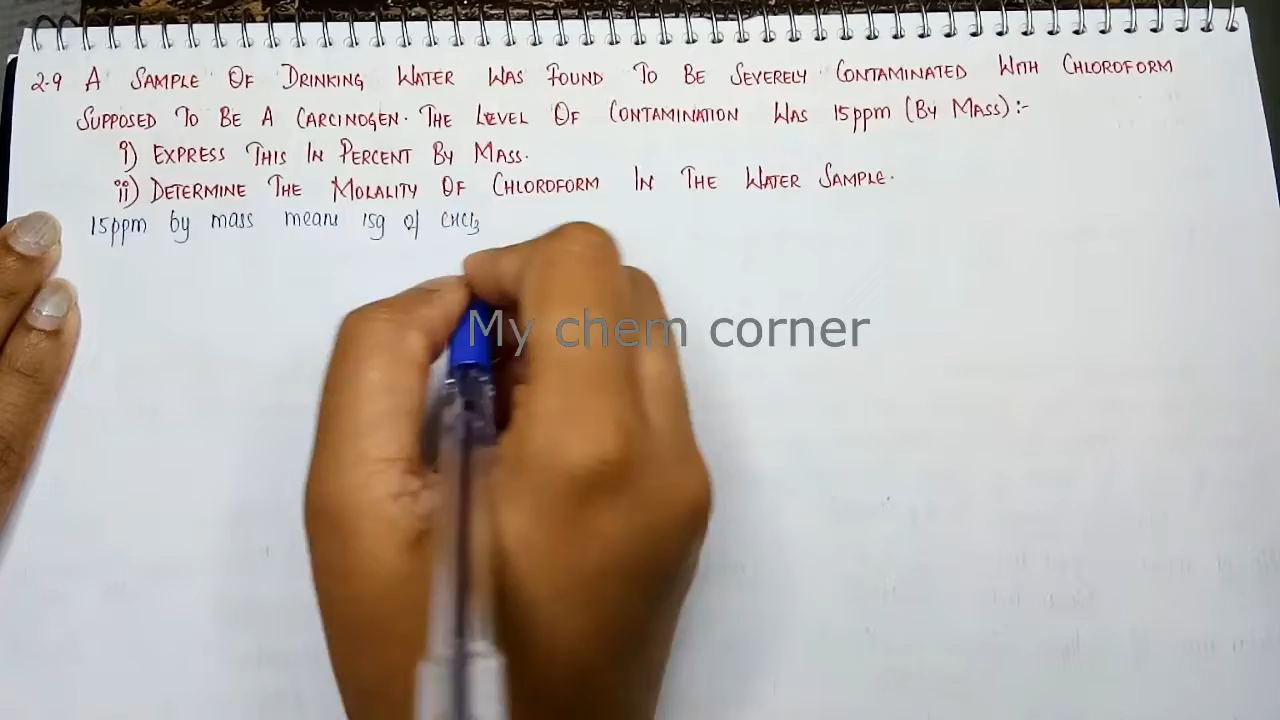 2.9 A SAMPLE OF DRINKING WATER WAS FOUND TO BE SEVERELY CONTAMINATED WITH CHLOROFORM
SUPPOSED TO BE A CARCINOGEN. THE LEVEL OF CONTAMINATION WAS 15ppm (BY MASS):-
i) EXPRESS THIS IN PERCENT BY MASS.
ii) DETERMINE THE MOLALITY OF CHLOROFORM IN THE WATER SAMPLE.
15ppm by mass means 15g of CHCl3
My chem corner